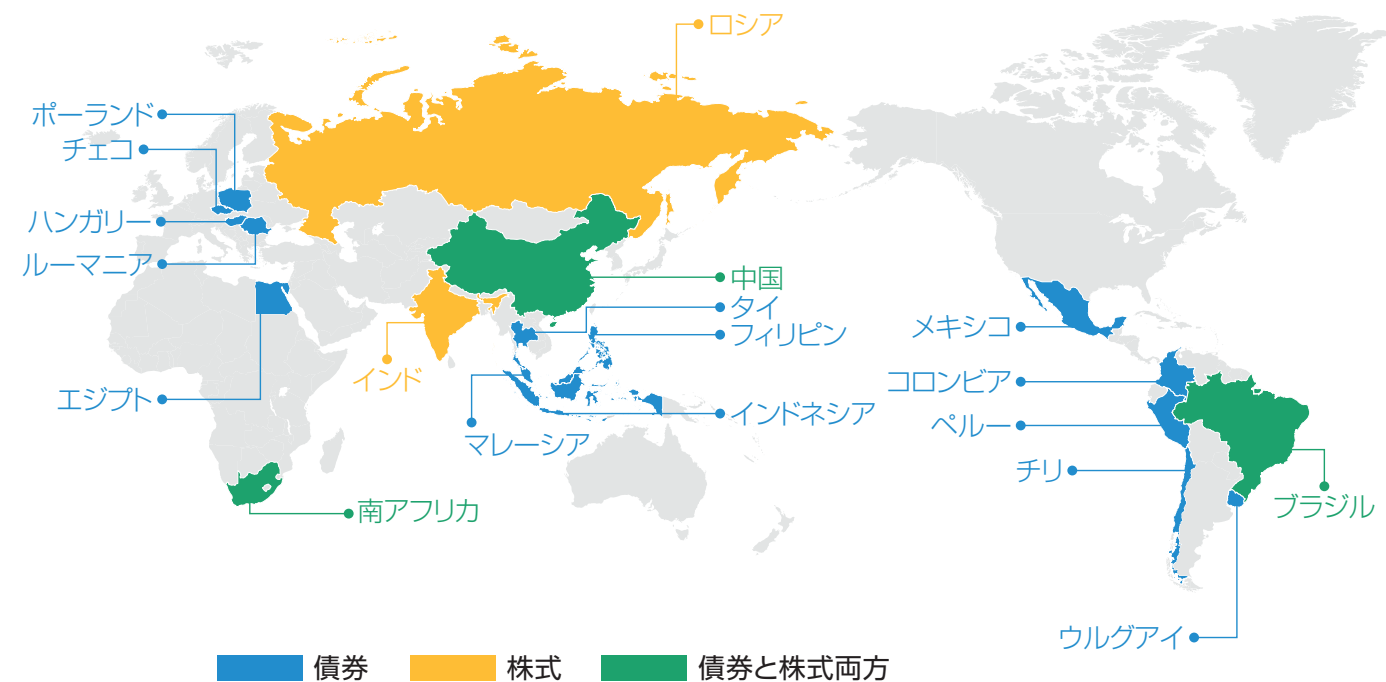 ロシア
ポーランド
チェコ
ハンガリー
ルーマニア
中国
タイ
フィリピン
メキシコ
インド
コロンビア
エジプト
インドネシア
ペルー
マレーシア
チリ
南アフリカ
ブラジル
ウルグアイ
債券
株式
債券と株式両方